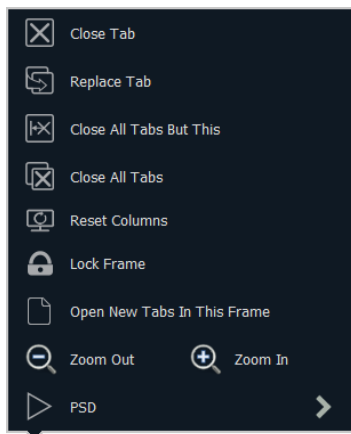 Close Tab
Replace Tab
Close All Tabs But This
Close All Tabs
Reset Columns
Lock Frame
Open New Tabs In This Frame
Zoom Out Zoom In
PSD